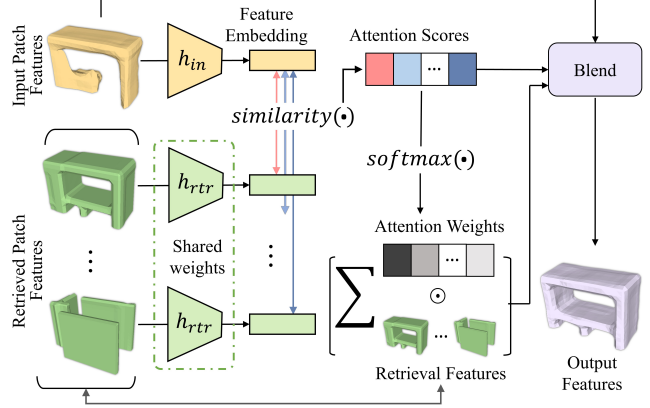 Input Patch
Features
h_in
Feature
Embedding
Attention Scores
...
Blend
similarity(⊙)
softmax(⊙)
Retrieved Patch
Features
h_rtr
Shared
weights
...
...
h_rtr
Attention Weights
...
∑
⊙
...
Retrieval Features
Output
Features